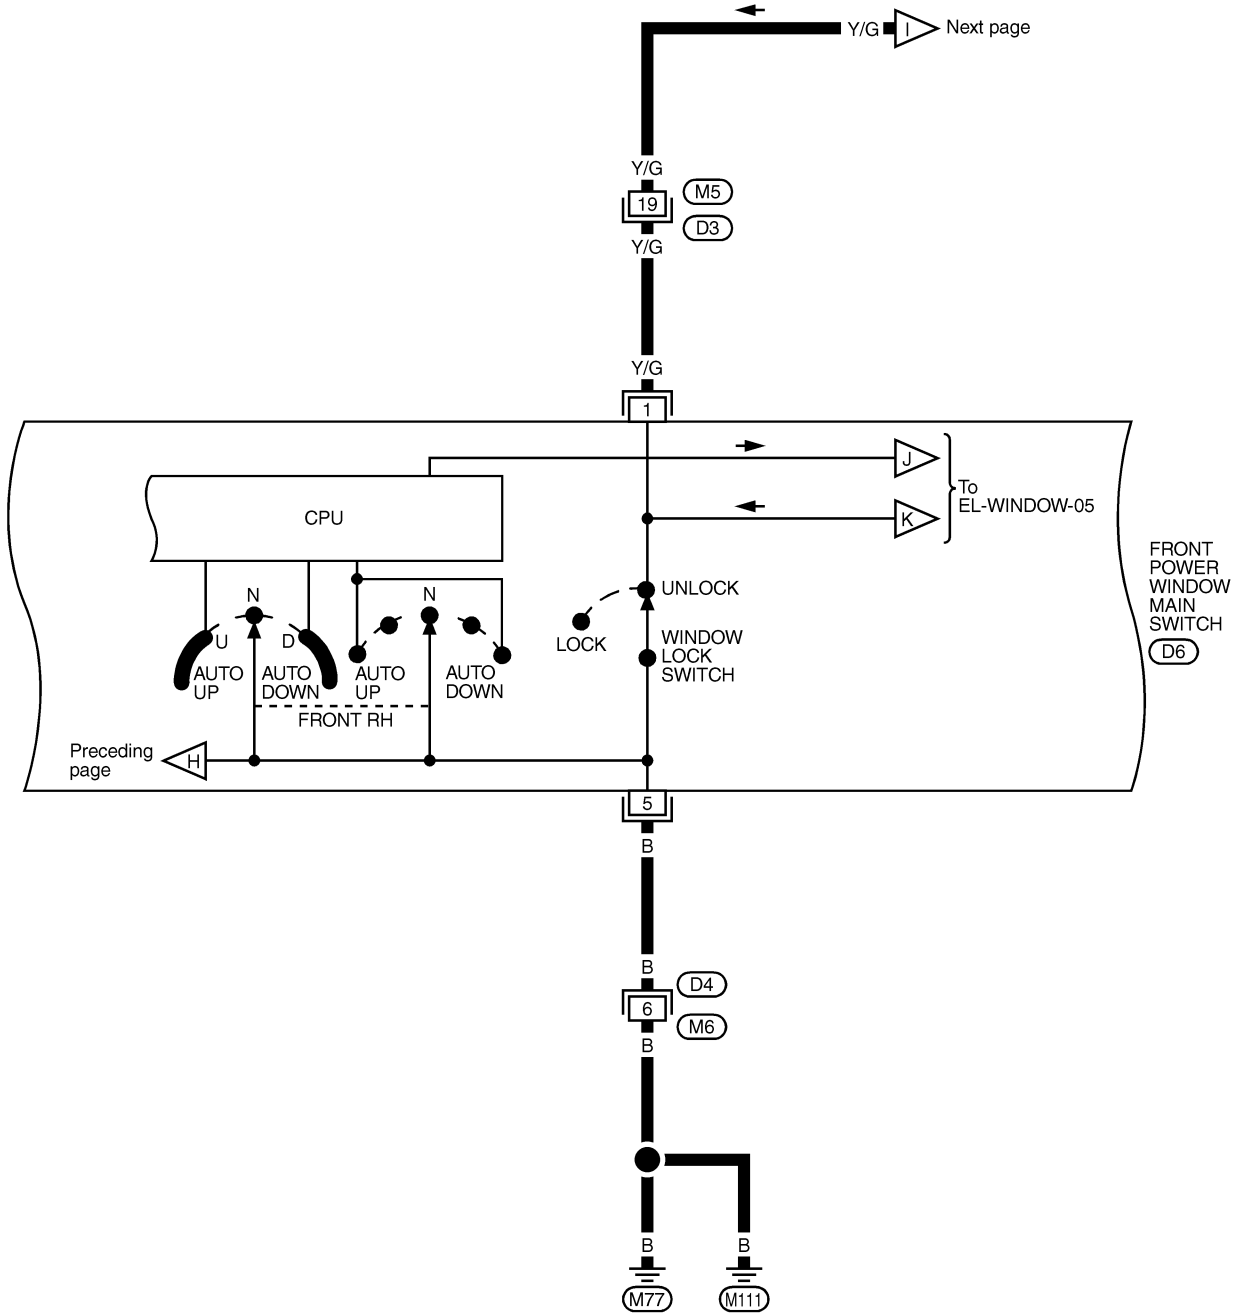 Y/G
I
Next page
Y/G
19
M5
D3
Y/G
Y/G
1
J
K
To
EL-WINDOW-05
CPU
FRONT
POWER
WINDOW
MAIN
SWITCH
D6
N
U
D
AUTO
UP
AUTO
DOWN
N
AUTO
UP
AUTO
DOWN
FRONT RH
UNLOCK
LOCK
WINDOW
LOCK
SWITCH
Preceding
page
H
5
B
B
D4
6
M6
B
B
B
M77
M111